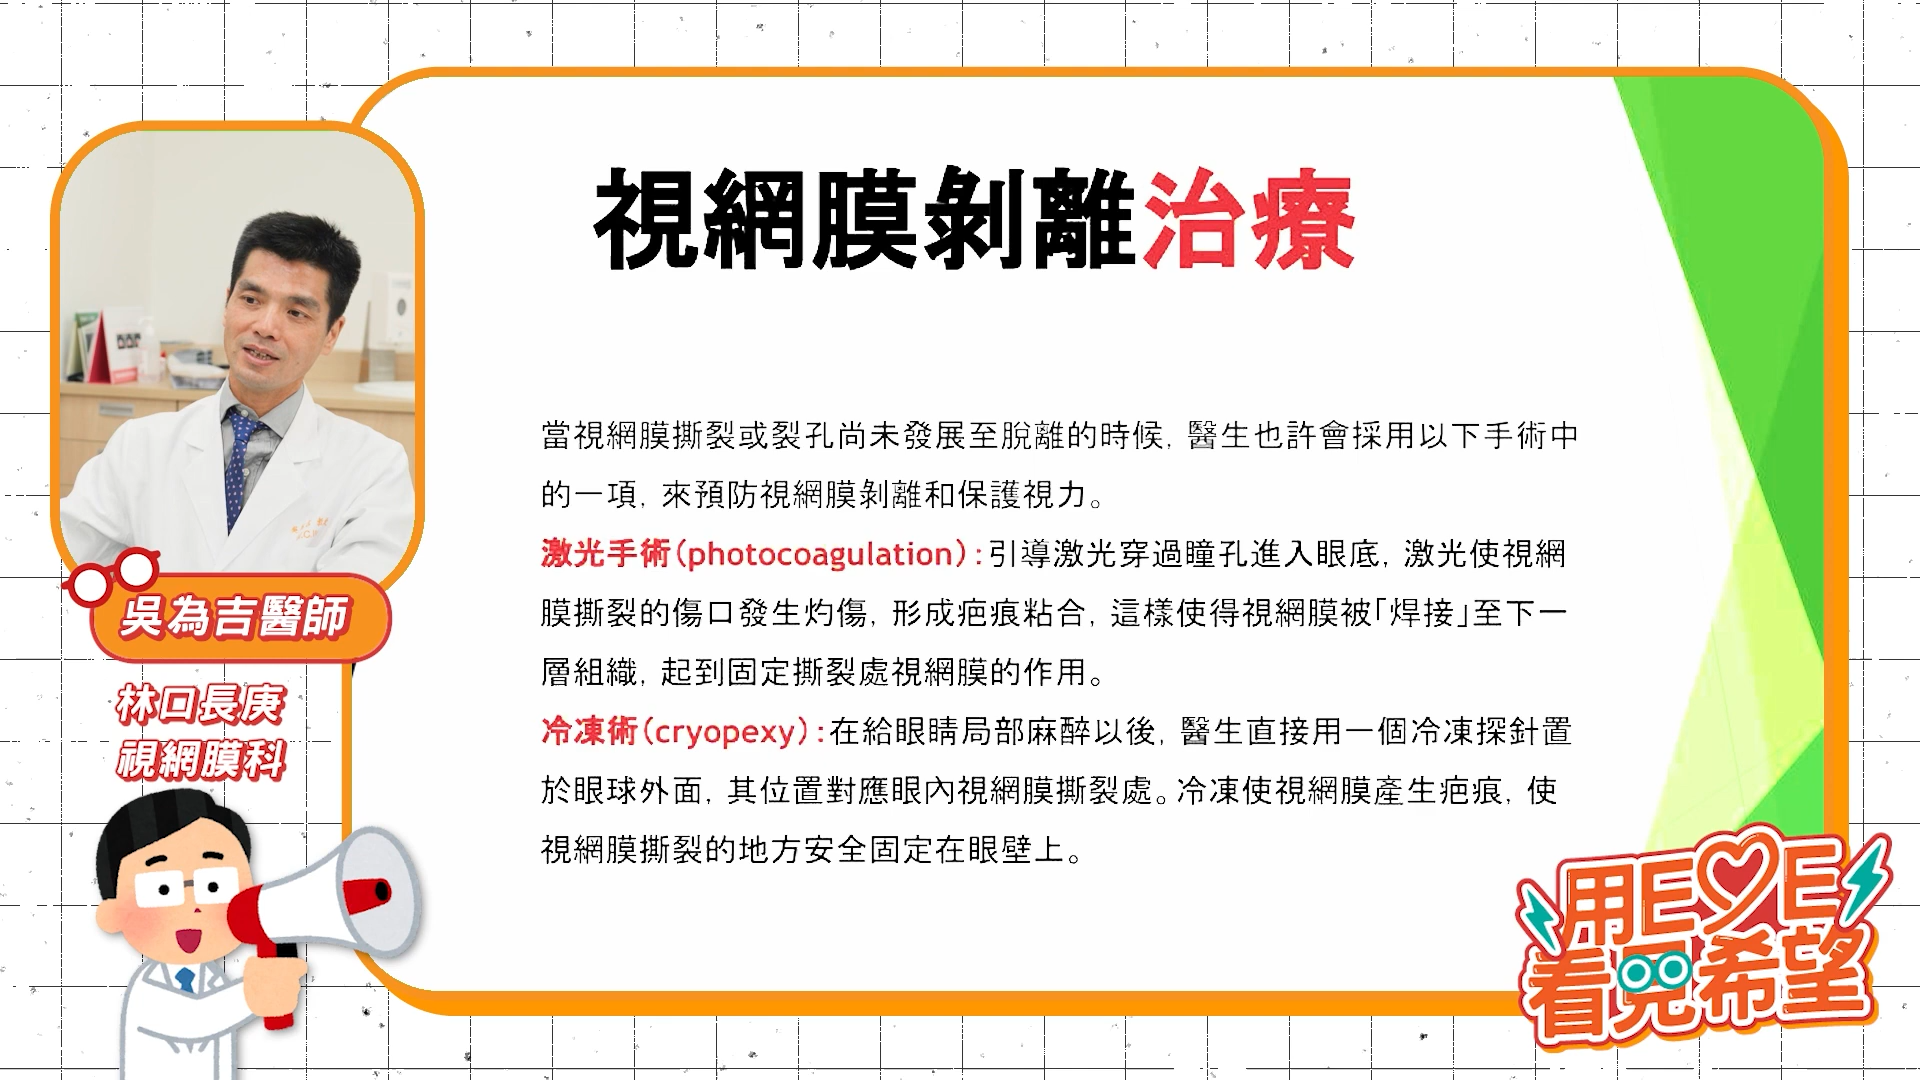 視網膜剝離治療
當視網膜撕裂或裂孔尚未發展至脫離的時候, 醫生也許會採用以下手術中
的一項, 來預防視網膜剝離和保護視力。
激光手術(photocoagulation):引導激光穿過瞳孔進入眼底, 激光使視網
膜撕裂的傷口發生灼傷, 形成疤痕粘合, 這樣使得視網膜被「焊接」至下一
層組織, 起到固定撕裂處視網膜的作用。
冷凍術(cryopexy):在給眼睛局部麻醉以後, 醫生直接用一個冷凍探針置
於眼球外面, 其位置對應眼內視網膜撕裂處。冷凍使視網膜產生疤痕, 使
視網膜撕裂的地方安全固定在眼壁上。
吳為吉醫師
林口長庚
視網膜科
用EYE
看見希望